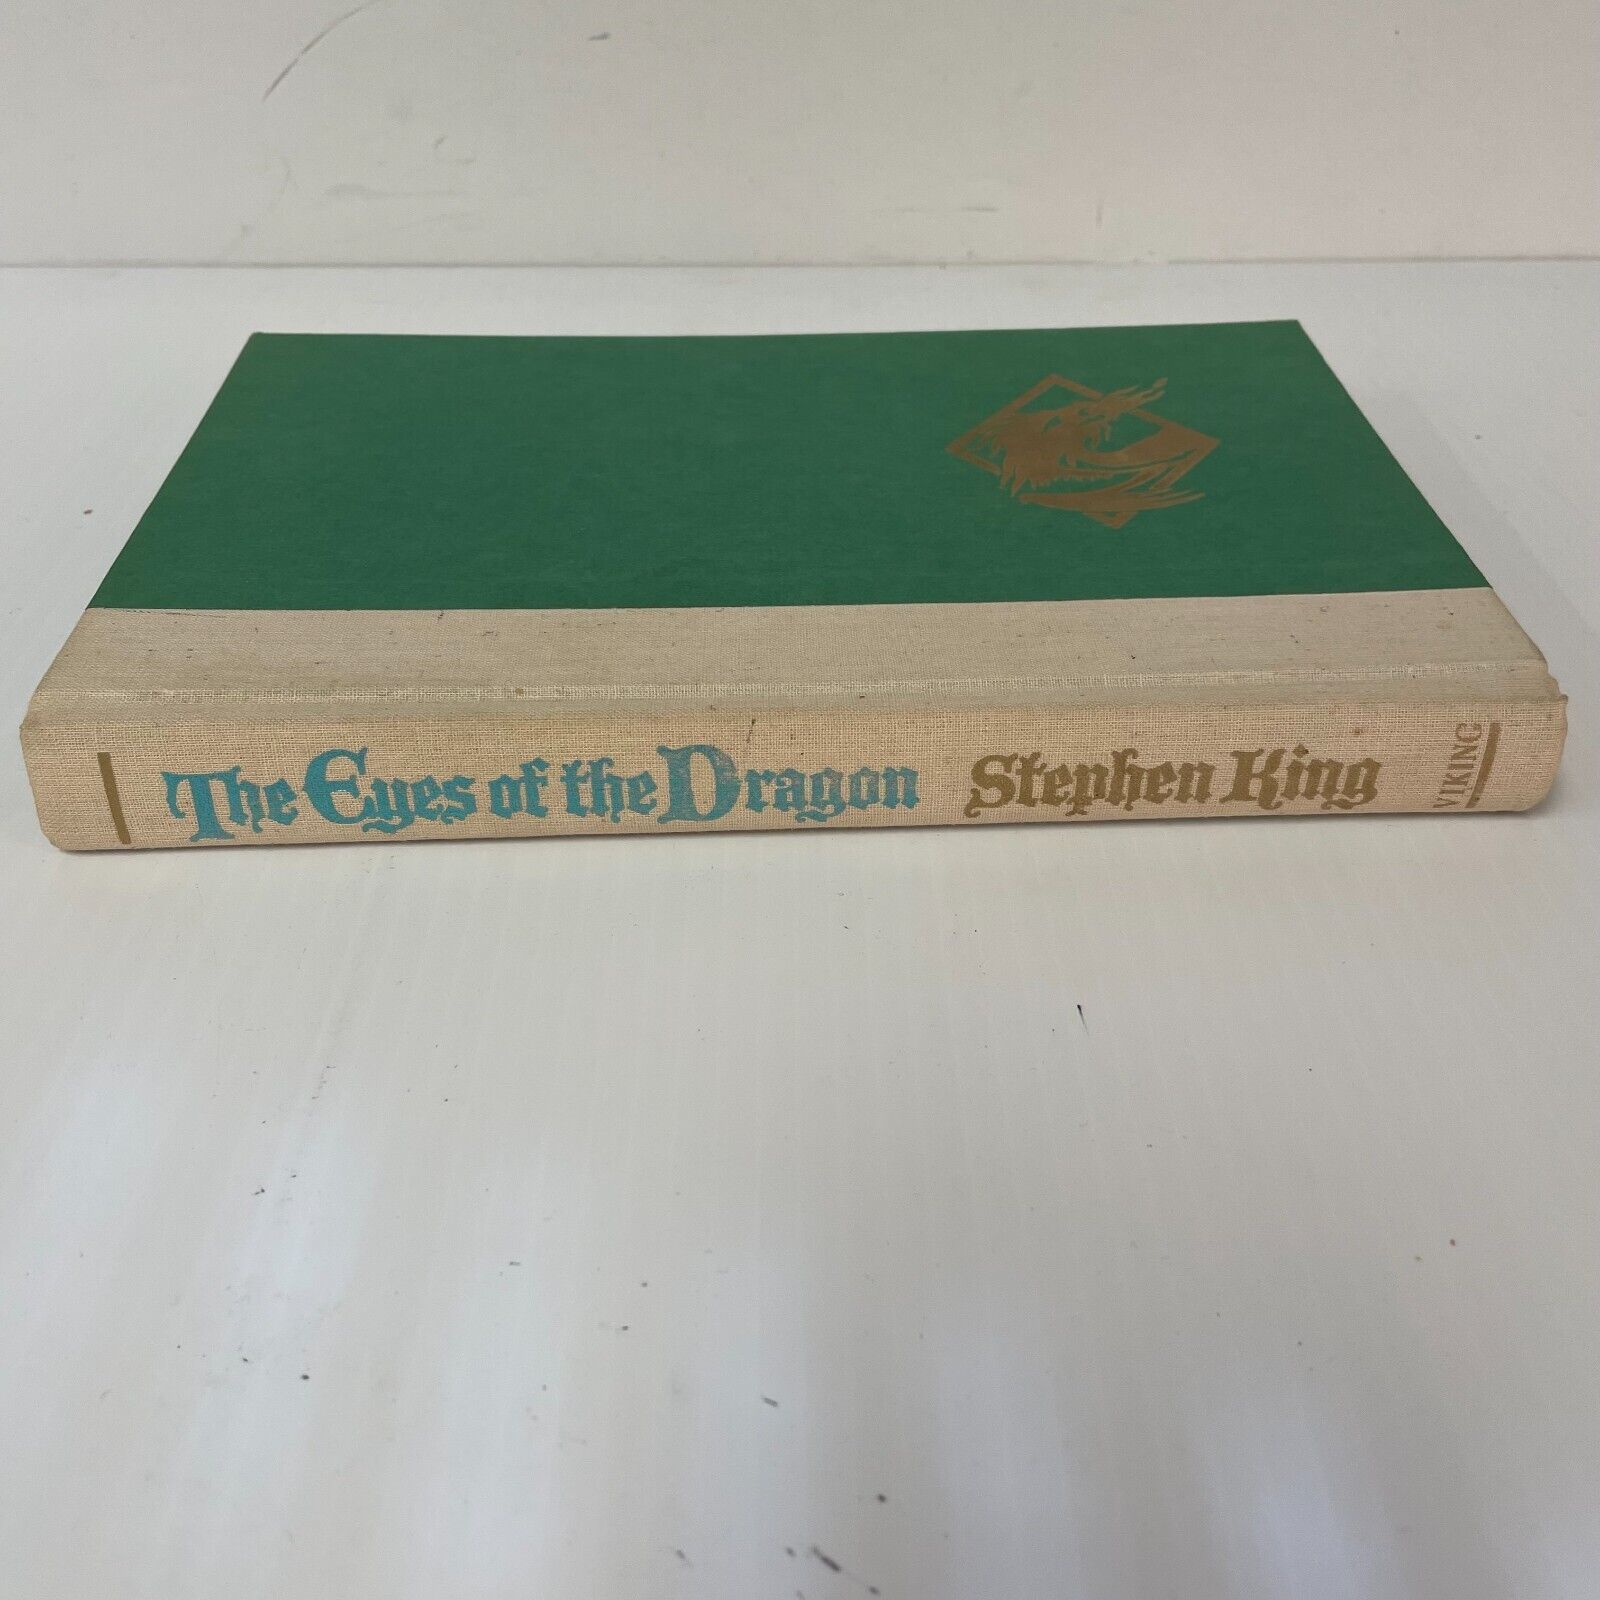 The Eyes of the Dragon Stephen King
VIKING